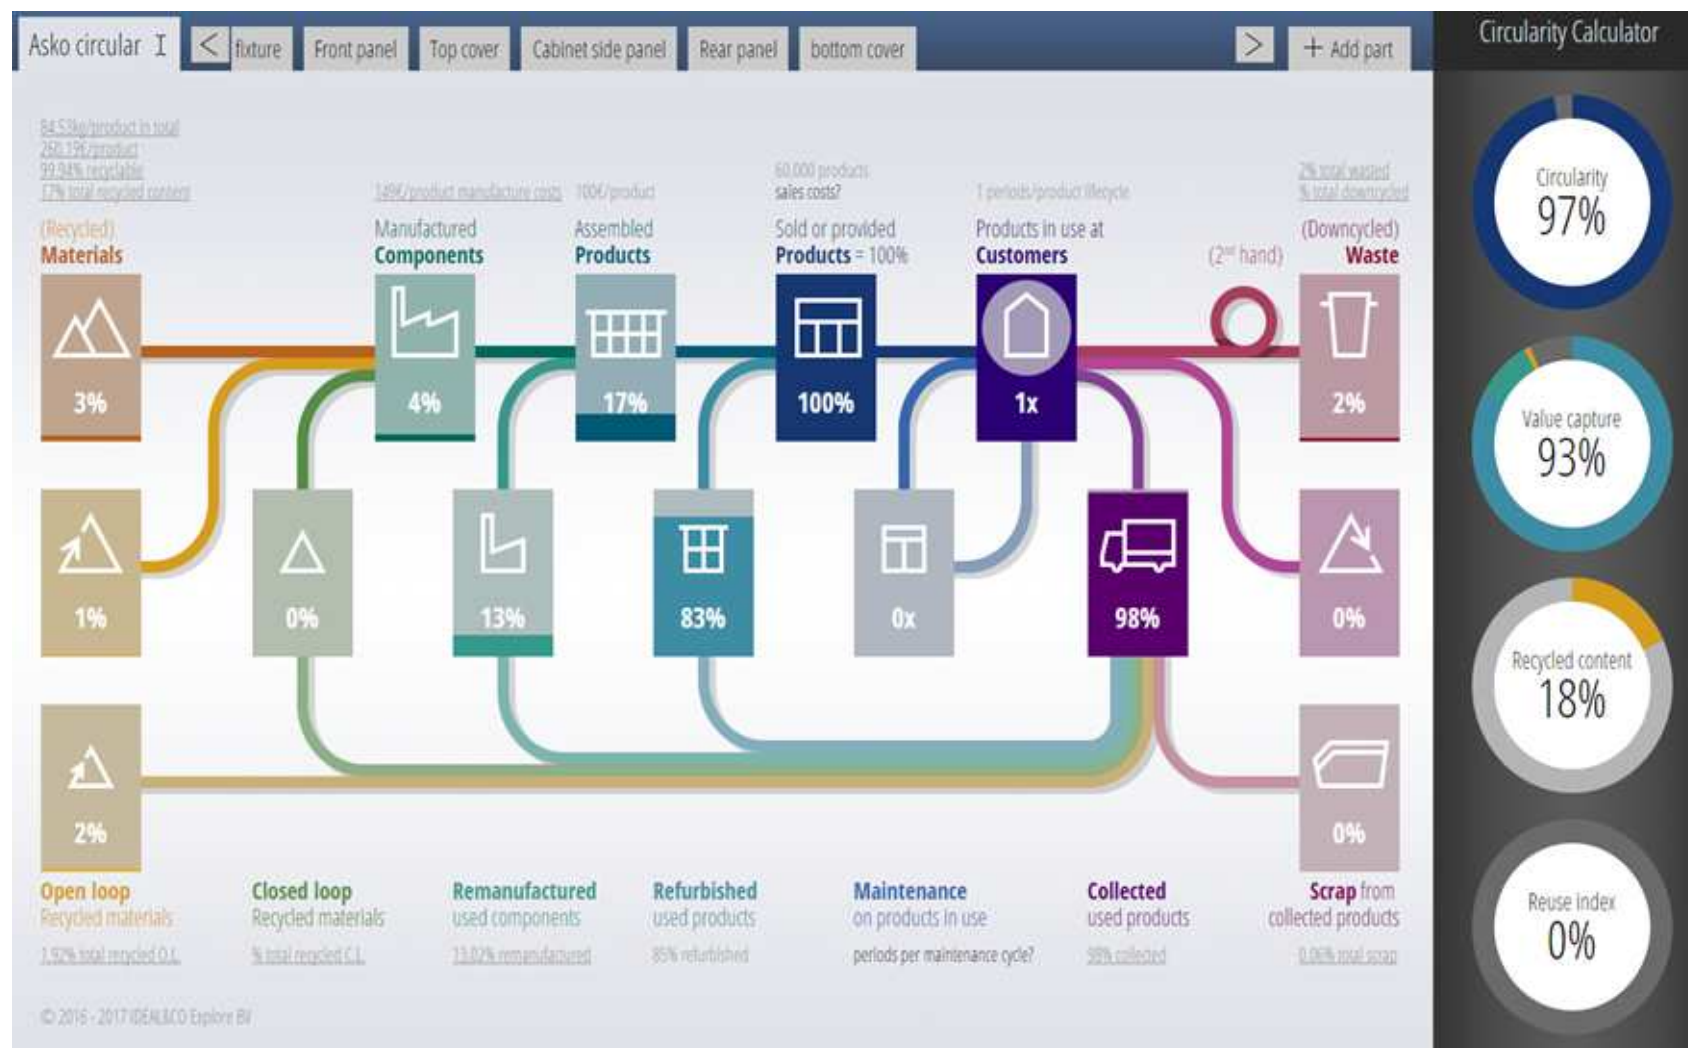 Asko circular
<
fixture
Front panel
Top cover
Cabinet side panel
Rear panel
bottom cover
>
+ Add part
Circularity Calculator
84.53kg/product in total
260.19€/product
99.94% recyclable
17% total recycled content
149€/product manufacture costs
100€/product
60.000 products
sales costs?
1 periods/product lifecycle
2% total wasted
% total downcycled
(Recycled)
Materials
Manufactured
Components
Assembled
Products
Sold or provided
Products = 100%
Products in use at
Customers
(2nd hand)
(Downcycled)
Waste
3%
4%
17%
100%
1x
2%
1%
0%
13%
83%
0x
98%
0%
2%
0%
Open loop
Recycled materials
1.92% total recycled O.L.
Closed loop
Recycled materials
% total recycled C.L.
Remanufactured
used components
13.02% remanufactured
Refurbished
used products
85% refurbished
Maintenance
on products in use
periods per maintenance cycle?
Collected
used products
98% collected
Scrap from
collected products
0.06% total scrap
© 2016 - 2017 IDEAL&CO Explore BV
Circularity
97%
Value capture
93%
Recycled content
18%
Reuse index
0%